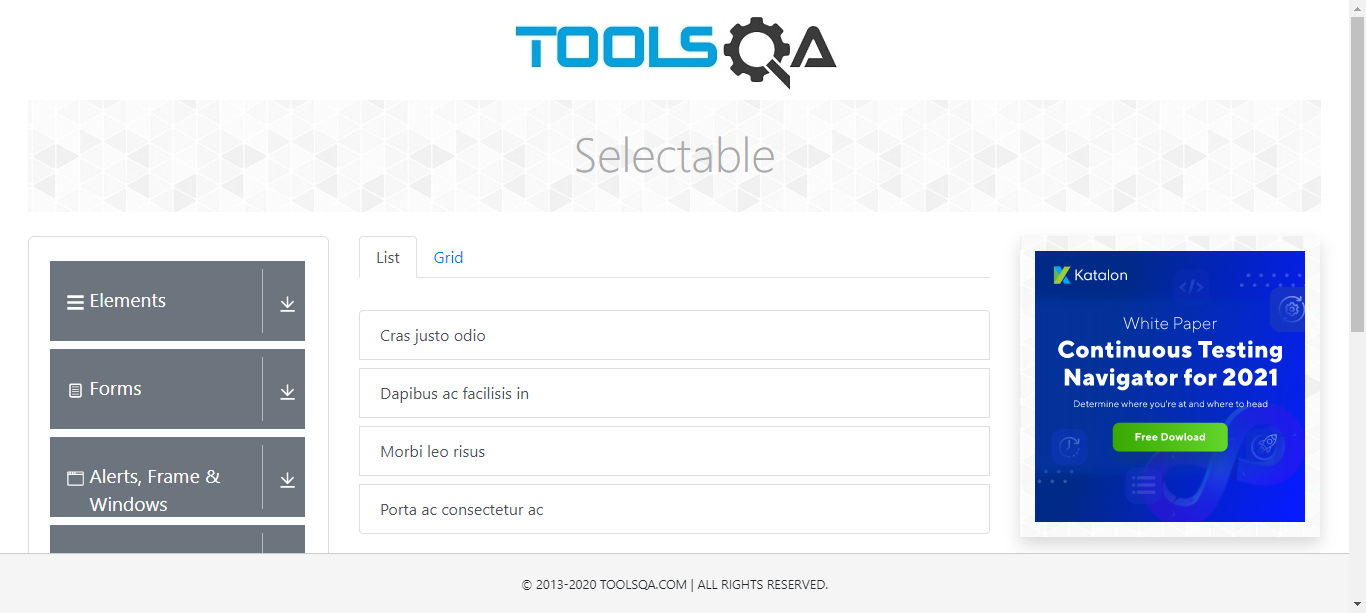 TOOLSQA
Selectable
Elements
Forms
Alerts, Frame &
Windows
List
Grid
Cras justo odio
Dapibus ac facilisis in
Morbi leo risus
Porta ac consectetur ac
Katalon
White Paper
Continuous Testing
Navigator for 2021
Determine where you're at and where to head
Free Dowload
© 2013-2020 TOOLSQA.COM | ALL RIGHTS RESERVED.